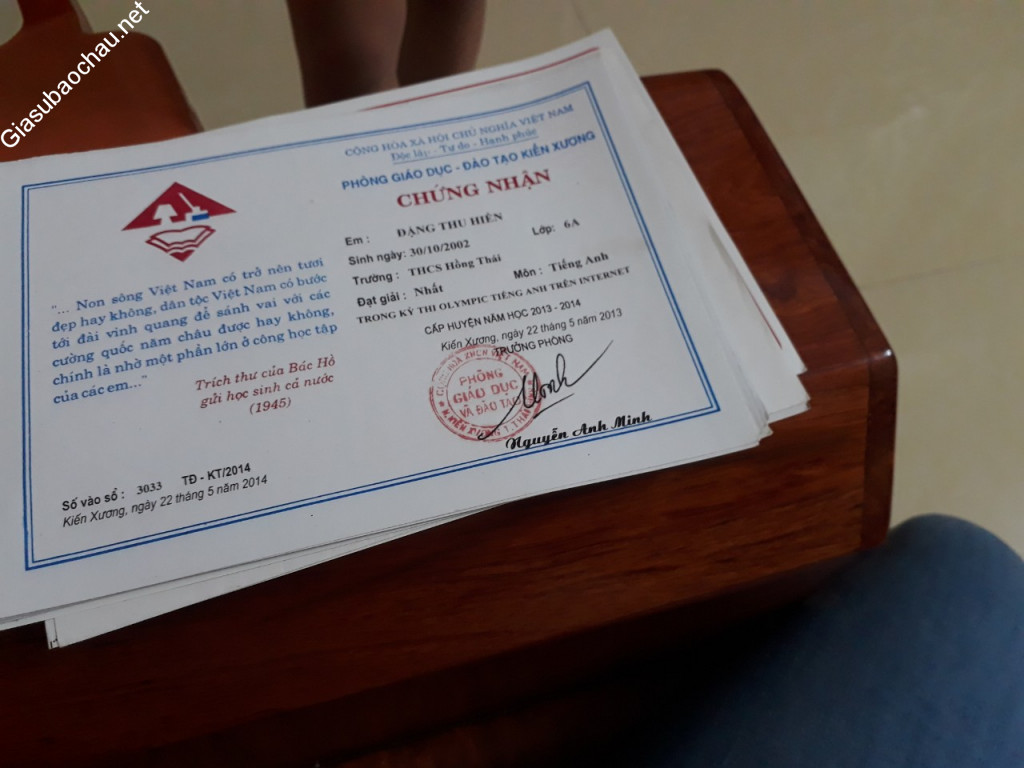 Giasubaochau.net
"... Non sông Việt Nam có trở nên tươi
đẹp hay không, dân tộc Việt Nam có bước
tới đài vinh quang để sánh vai với các
cường quốc năm châu được hay không,
chính là nhờ một phần lớn ở công học tập
của các em..."
Trích thư của Bác Hồ
gửi học sinh cả nước
(1945)
Số vào sổ : 3033 TĐ - KT/2014
Kiến Xương, ngày 22 tháng 5 năm 2014
CỘNG HÒA XÃ HỘI CHỦ NGHĨA VIỆT NAM
Độc lập - Tự do - Hạnh phúc
PHÒNG GIÁO DỤC - ĐÀO TẠO KIẾN XƯƠNG
CHỨNG NHẬN
Em : ĐẶNG THU HIÊN
Sinh ngày: 30/10/2002 Lớp: 6A
Trường : THCS Hồng Thái
Đạt giải : Nhất Môn : Tiếng Anh
TRONG KỲ THI OLYMPIC TIẾNG ANH TRÊN INTERNET
CẤP HUYỆN NĂM HỌC 2013 - 2014
Kiến Xương, ngày 22 tháng 5 năm 2013
TRƯỞNG PHÒNG
PHÒNG
GIÁO DỤC
VÀ ĐÀO TẠO
Nguyễn Anh Minh